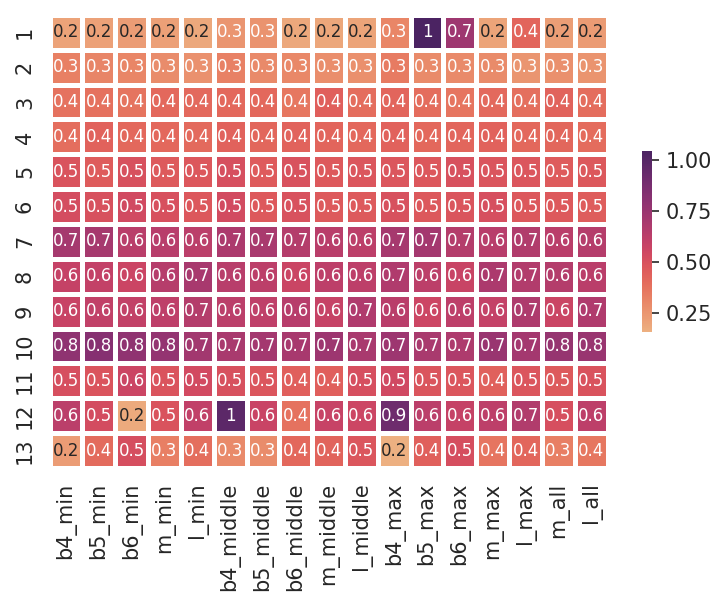 1 0.2 0.2 0.2 0.2 0.2 0.3 0.3 0.2 0.2 0.2 0.3 1 0.7 0.2 0.4 0.2 0.2
2 0.3 0.3 0.3 0.3 0.3 0.3 0.3 0.3 0.3 0.3 0.3 0.3 0.3 0.3 0.3 0.3 0.3
3 0.4 0.4 0.4 0.4 0.4 0.4 0.4 0.4 0.4 0.4 0.4 0.4 0.4 0.4 0.4 0.4 0.4
4 0.4 0.4 0.4 0.4 0.4 0.4 0.4 0.4 0.4 0.4 0.4 0.4 0.4 0.4 0.4 0.4 0.4
5 0.5 0.5 0.5 0.5 0.5 0.5 0.5 0.5 0.5 0.5 0.5 0.5 0.5 0.5 0.5 0.5 0.5
6 0.5 0.5 0.5 0.5 0.5 0.5 0.5 0.5 0.5 0.5 0.5 0.5 0.5 0.5 0.5 0.5 0.5
7 0.7 0.7 0.6 0.6 0.6 0.7 0.7 0.7 0.6 0.6 0.7 0.7 0.6 0.7 0.6 0.6 0.6
8 0.6 0.6 0.6 0.6 0.7 0.6 0.6 0.6 0.6 0.6 0.7 0.6 0.6 0.7 0.7 0.6 0.6
9 0.6 0.6 0.6 0.6 0.7 0.6 0.6 0.6 0.6 0.7 0.6 0.6 0.6 0.6 0.7 0.6 0.7
10 0.8 0.8 0.8 0.8 0.7 0.7 0.7 0.7 0.7 0.7 0.7 0.7 0.7 0.7 0.7 0.8 0.8
11 0.5 0.5 0.6 0.5 0.5 0.5 0.5 0.4 0.4 0.5 0.5 0.5 0.5 0.4 0.5 0.5 0.5
12 0.6 0.5 0.2 0.5 0.6 1 0.6 0.4 0.6 0.6 0.9 0.6 0.6 0.6 0.7 0.5 0.6
13 0.2 0.4 0.5 0.3 0.4 0.3 0.3 0.4 0.4 0.5 0.2 0.4 0.5 0.4 0.4 0.3 0.4
b4_min b5_min b6_min m_min l_min b4_middle b5_middle b6_middle m_middle l_middle b4_max b5_max b6_max m_max l_max m_all l_all
1.00
0.75
0.50
0.25